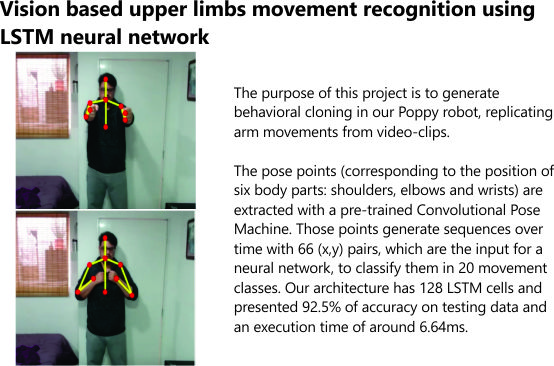 Vision based upper limbs movement recognition using
LSTM neural network
The purpose of this project is to generate
behavioral cloning in our Poppy robot, replicating
arm movements from video-clips.
The pose points (corresponding to the position of
six body parts: shoulders, elbows and wrists) are
extracted with a pre-trained Convolutional Pose
Machine. Those points generate sequences over
time with 66 (x,y) pairs, which are the input for a
neural network, to classify them in 20 movement
classes. Our architecture has 128 LSTM cells and
presented 92.5% of accuracy on testing data and
an execution time of around 6.64ms.